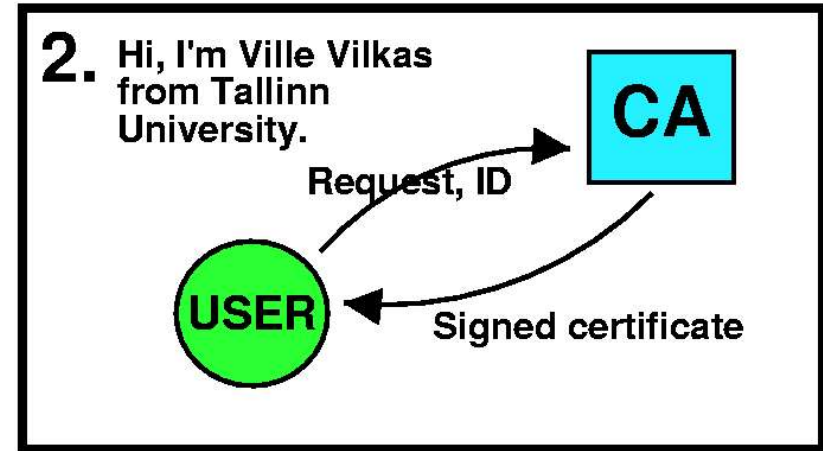 2. Hi, I'm Ville Vilkas
from Tallinn
University.
CA
Request, ID
USER
Signed certificate